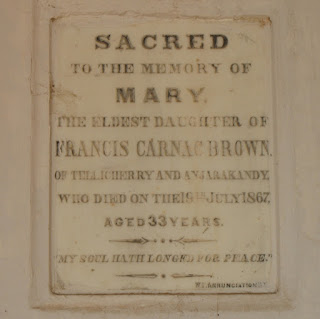 SACRED
TO THE MEMORY OF
MARY,
THE ELDEST DAUGHTER OF
FRANCIS CARNAC BROWN.
OF TELLICHERRY AND ANJARAKANDY,
WHO DIED ON THE 19TH JULY 1867,
AGED 33 YEARS.
"MY SOUL HATH LONGED FOR PEACE."